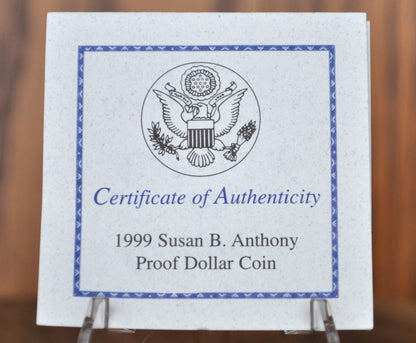 Certificate of Authenticity
1999 Susan B. Anthony
Proof Dollar Coin